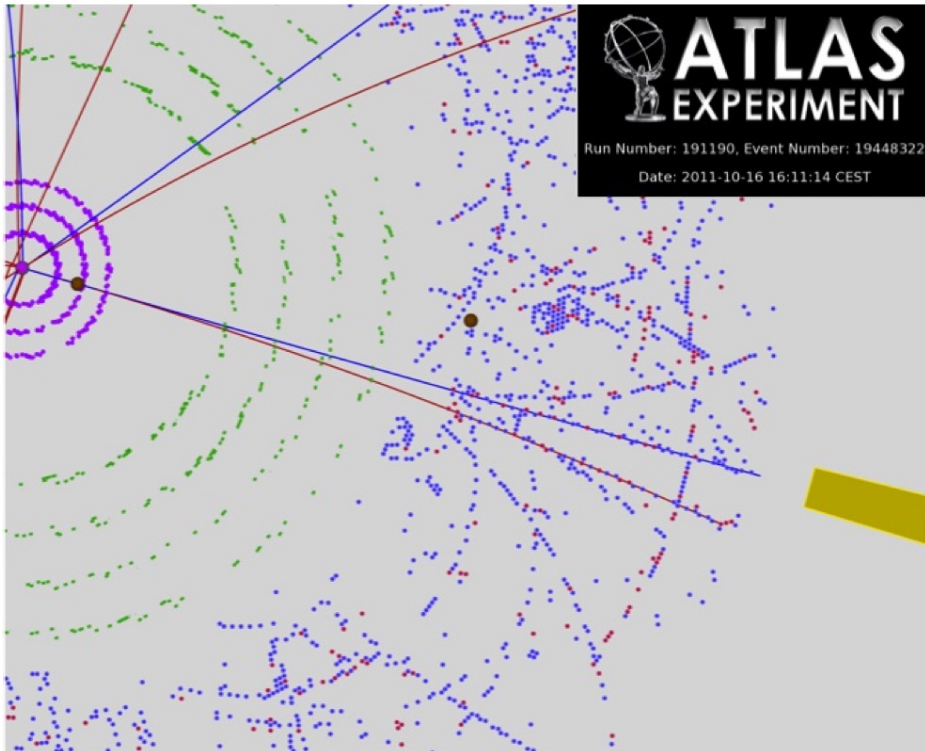 ATLAS
EXPERIMENT
Run Number: 191190, Event Number: 19448322
Date: 2011-10-16 16:11:14 CEST